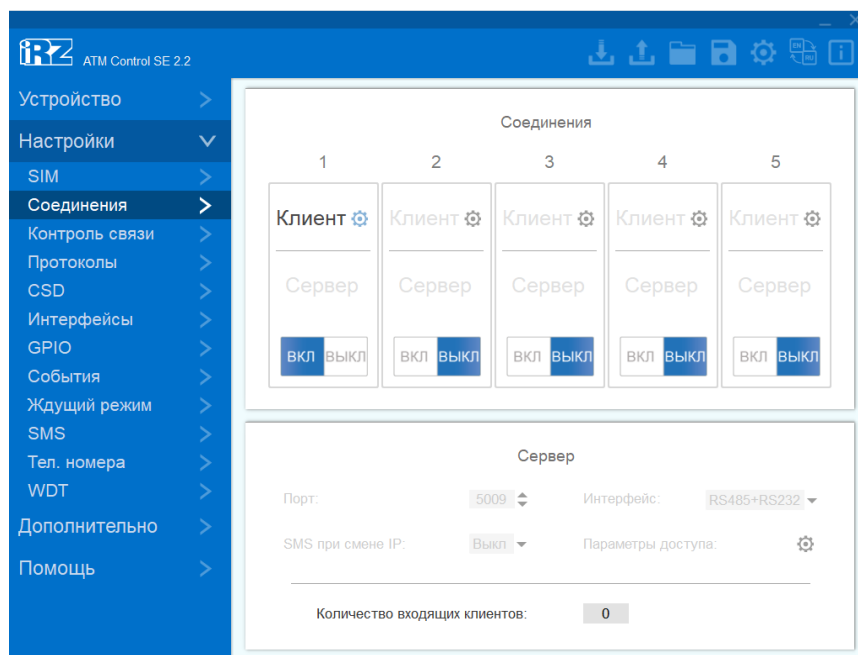 iRZ ATM Control SE 2.2
EN RU
Устройство
Настройки
SIM
Соединения
Контроль связи
Протоколы
CSD
Интерфейсы
GPIO
События
Ждущий режим
SMS
Тел. номера
WDT
Дополнительно
Помощь
Соединения
1 2 3 4 5
Клиент Клиент Клиент Клиент Клиент
Сервер Сервер Сервер Сервер Сервер
ВКЛ ВЫКЛ ВКЛ ВЫКЛ ВКЛ ВЫКЛ ВКЛ ВЫКЛ ВКЛ ВЫКЛ
Сервер
Порт: 5009 Интерфейс: RS485+RS232
SMS при смене IP: Выкл Параметры доступа:
Количество входящих клиентов: 0